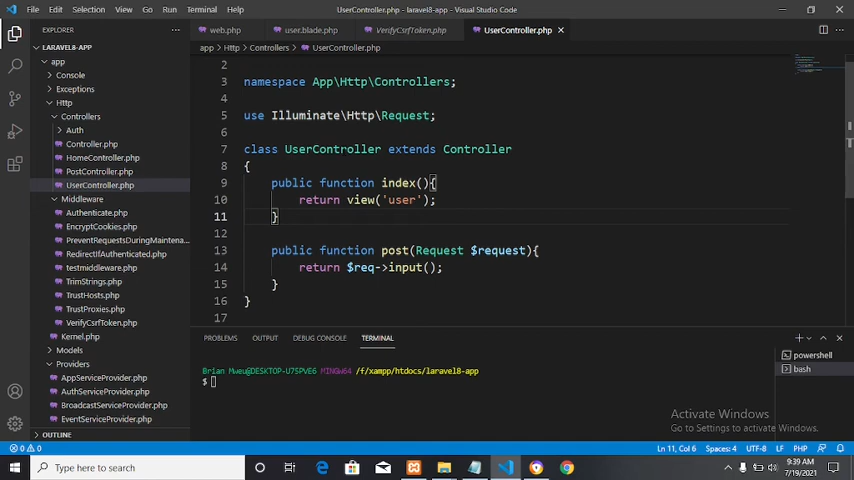 File Edit Selection View Go Run Terminal Help
UserController.php - laravel8-app - Visual Studio Code
EXPLORER
LARAVEL8-APP
app
Console
Exceptions
Http
Controllers
Auth
Controller.php
HomeController.php
PostController.php
UserController.php
Middleware
Authenticate.php
EncryptCookies.php
PreventRequestsDuringMaintena...
RedirectIfAuthenticated.php
testmiddleware.php
TrimStrings.php
TrustHosts.php
TrustProxies.php
VerifyCsrfToken.php
Kernel.php
Models
Providers
AppServiceProvider.php
AuthServiceProvider.php
BroadcastServiceProvider.php
EventServiceProvider.php
OUTLINE
web.php user.blade.php VerifyCsrfToken.php UserController.php
app > Http > Controllers > UserController.php
2
3 namespace App\Http\Controllers;
4
5 use Illuminate\Http\Request;
6
7 class UserController extends Controller
8 {
9 public function index(){
10 return view('user');
11 }
12
13 public function post(Request $request){
14 return $req->input();
15 }
16 }
17
PROBLEMS OUTPUT DEBUG CONSOLE TERMINAL
Brian Mweu@DESKTOP-U75PVE6 MINGW64 /f/xampp/htdocs/laravel8-app
$
powershell
bash
Activate Windows
Go to Settings to activate Windows.
0 0
Ln 11, Col 6 Spaces: 4 UTF-8 LF PHP
Type here to search
9:39 AM
7/19/2021